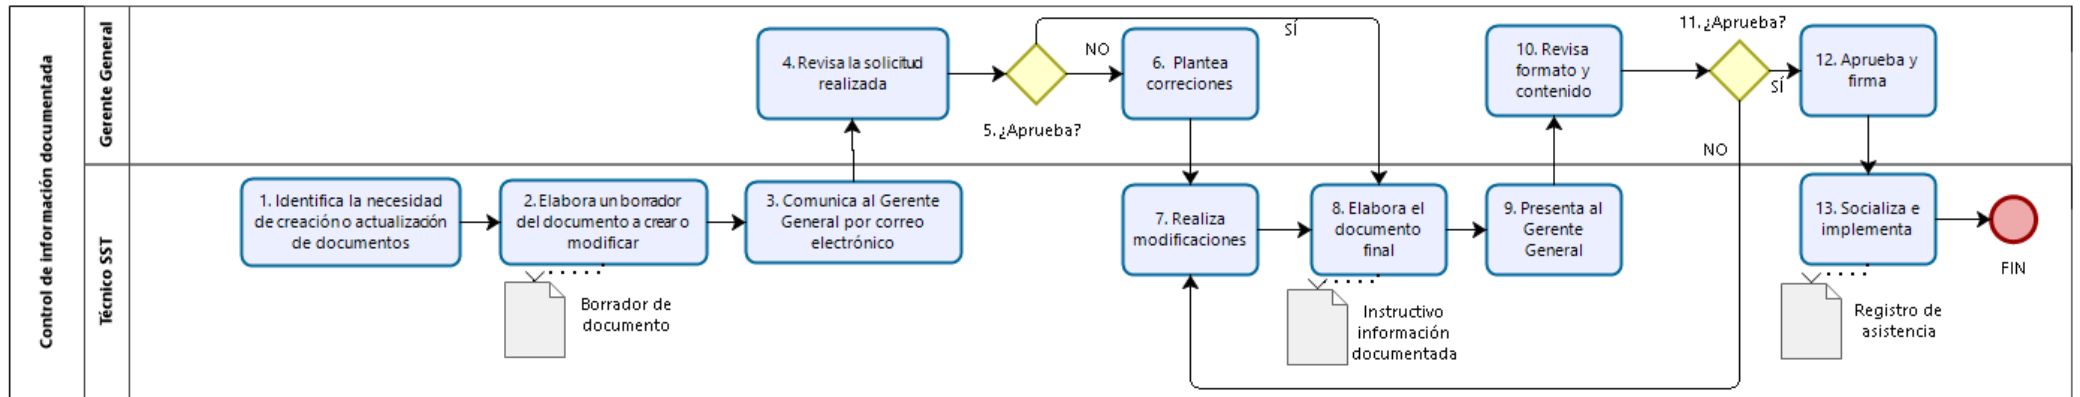 Control de información documentada
Gerente General
Técnico SST
1. Identifica la necesidad
de creación o actualización
de documentos
2. Elabora un borrador
del documento a crear o
modificar
Borrador de
documento
3. Comunica al Gerente
General por correo
electrónico
4. Revisa la solicitud
realizada
5. ¿Aprueba?
NO
SÍ
6. Plantea
correciones
7. Realiza
modificaciones
8. Elabora el
documento
final
Instructivo
información
documentada
9. Presenta al
Gerente
General
10. Revisa
formato y
contenido
11. ¿Aprueba?
SÍ
NO
12. Aprueba y
firma
13. Socializa e
implementa
Registro de
asistencia
FIN